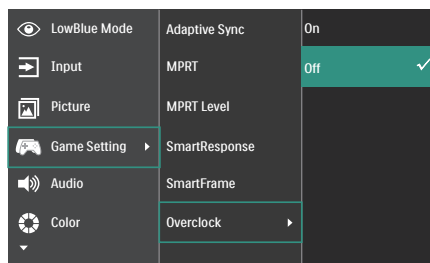 LowBlue Mode
Input
Picture
Game Setting
Audio
Color
Adaptive Sync
MPRT
MPRT Level
SmartResponse
SmartFrame
Overclock
On
Off